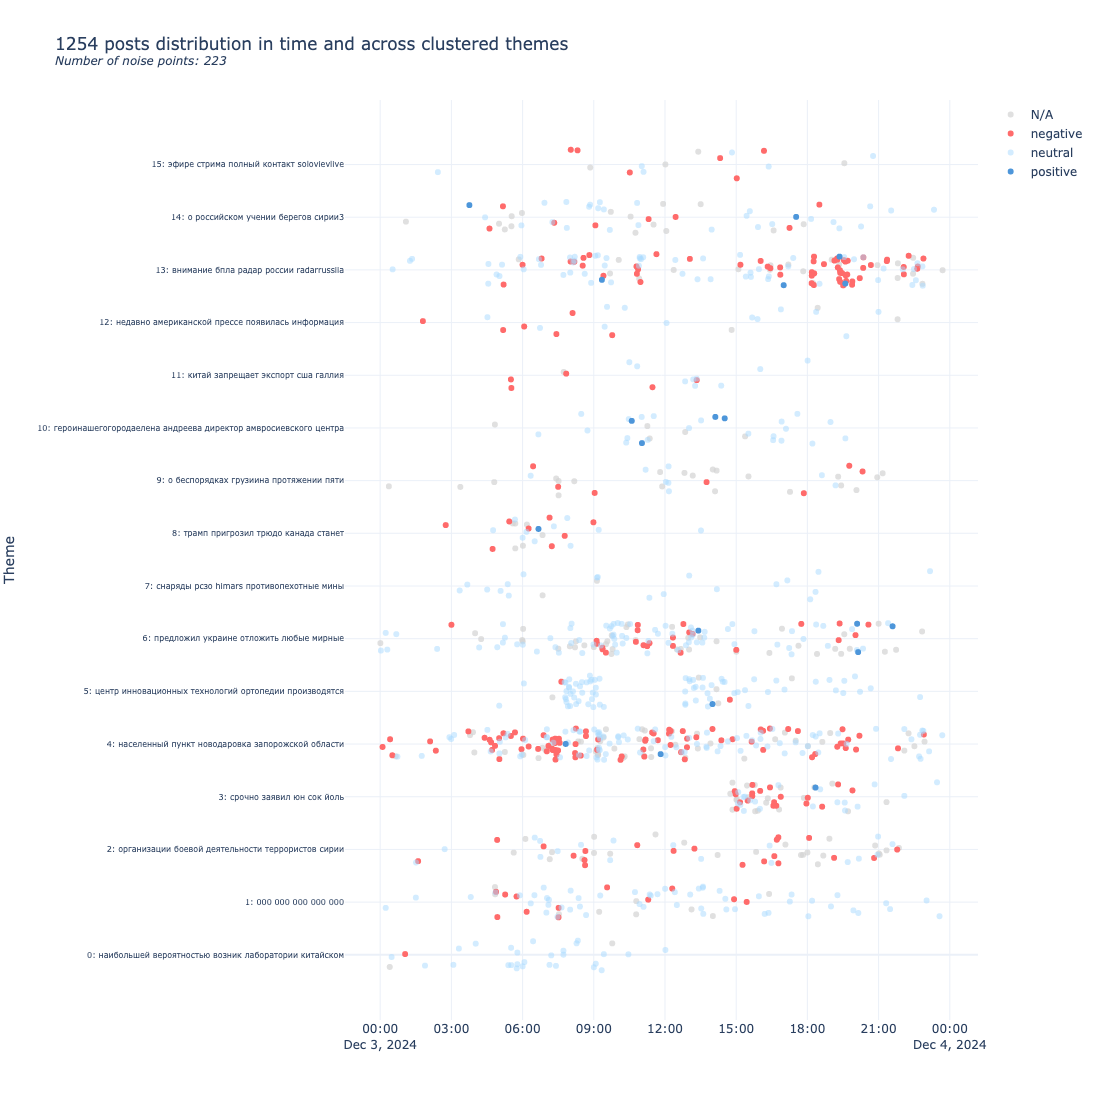 1254 posts distribution in time and across clustered themes
Number of noise points: 223
N/A
negative
neutral
positive
Theme
15: эфире стрима полный контакт solovievlive
14: о российском учении берегов сирии3
13: внимание бпла радар россии radarrussiia
12: недавно американской прессе появилась информация
11: китай запрещает экспорт сша галлия
10: героинашегогородаелена андреева директор амвросиевского центра
9: о беспорядках грузиина протяжении пяти
8: трамп пригрозил трюдо канада станет
7: снаряды рсзо himars противопехотные мины
6: предложил украине отложить любые мирные
5: центр инновационных технологий ортопедии производятся
4: населенный пункт новодаровка запорожской области
3: срочно заявил юн сок йоль
2: организации боевой деятельности террористов сирии
1: 000 000 000 000 000
0: наибольшей вероятностью возник лаборатории китайском
00:00 03:00 06:00 09:00 12:00 15:00 18:00 21:00 00:00
Dec 3, 2024 Dec 4, 2024